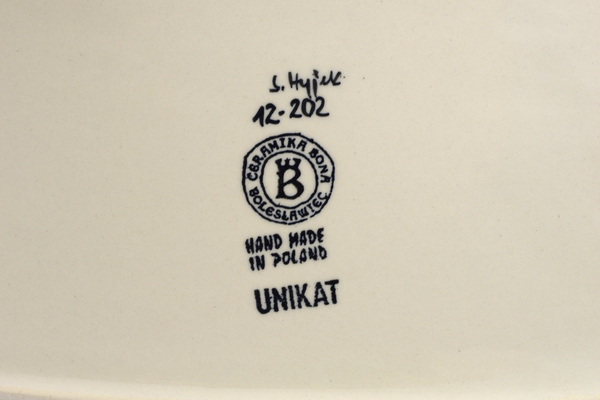 S. Hyjek
12-202
CERAMIKA BONA
B
BOLESŁAWIEC
HAND MADE
IN POLAND
UNIKAT